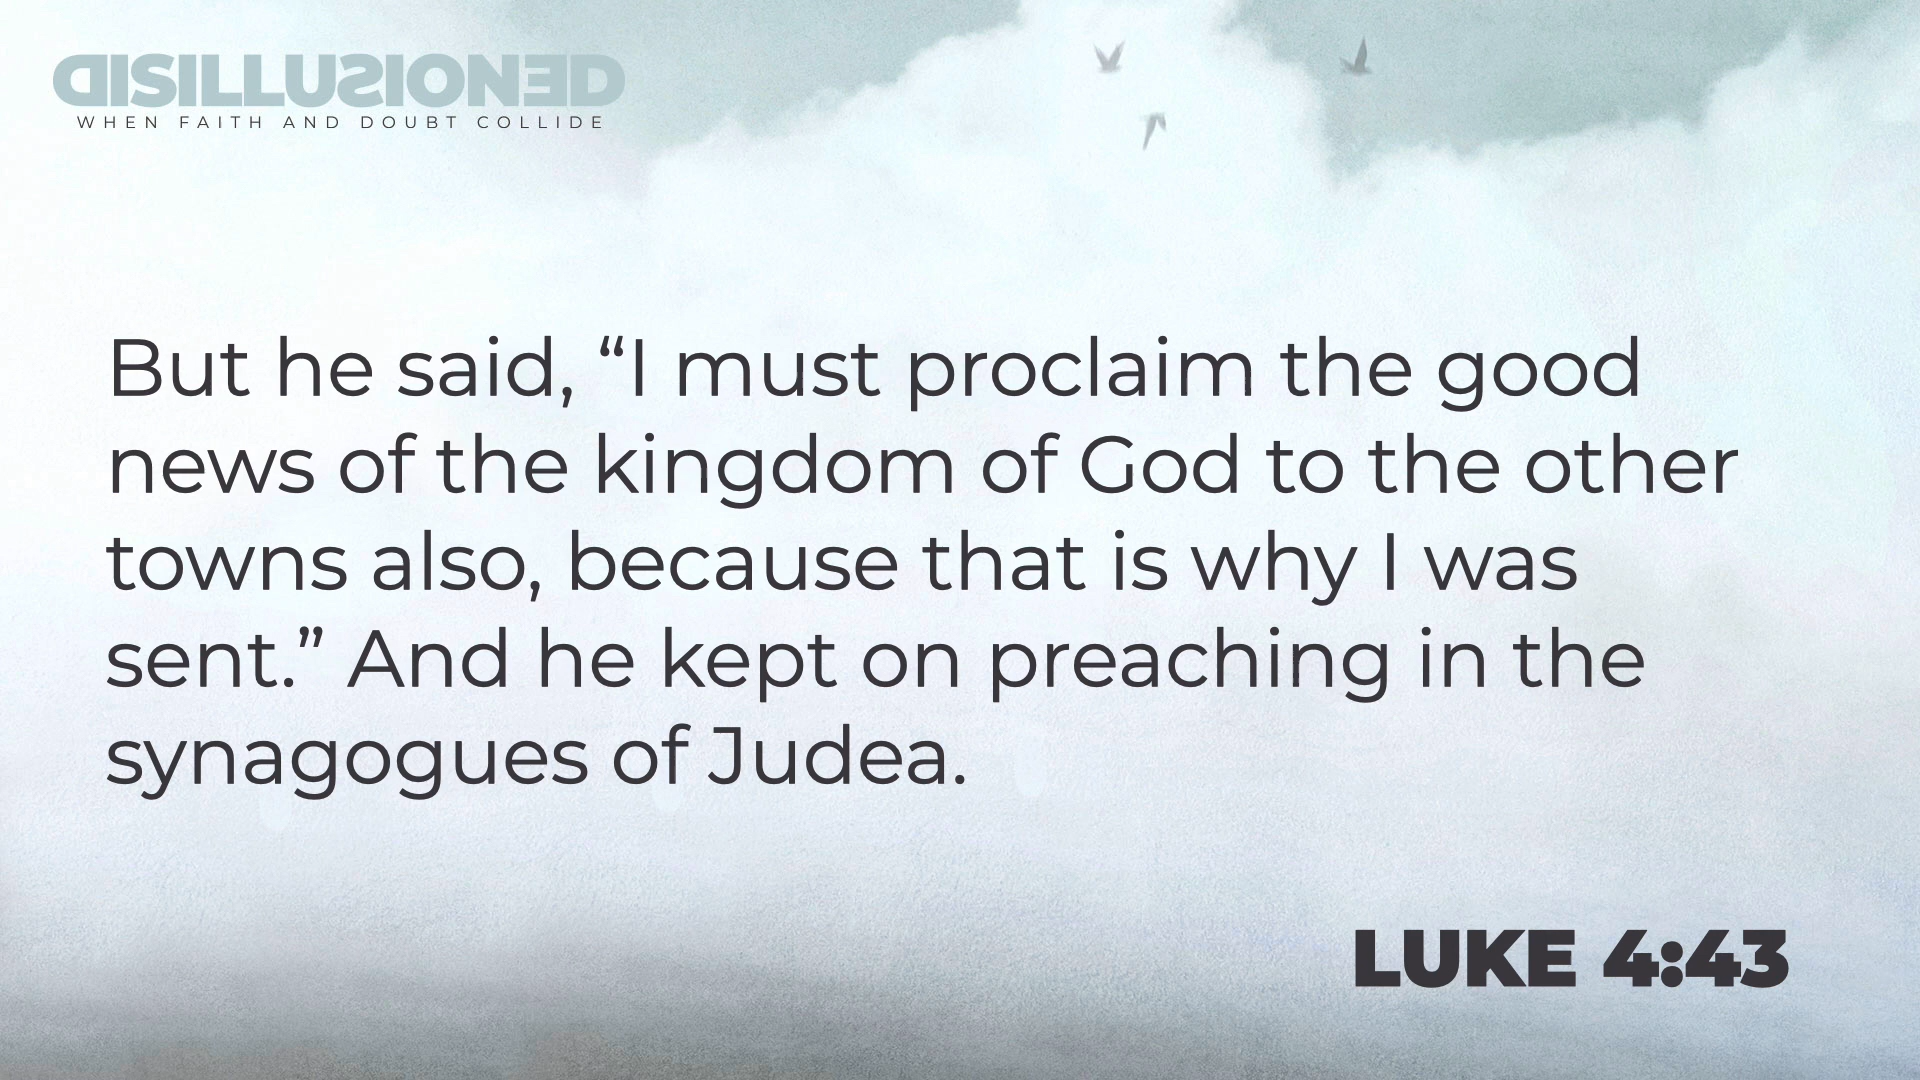 DISILLUSIONED
WHEN FAITH AND DOUBT COLLIDE
But he said, “I must proclaim the good
news of the kingdom of God to the other
towns also, because that is why I was
sent.” And he kept on preaching in the
synagogues of Judea.
LUKE 4:43